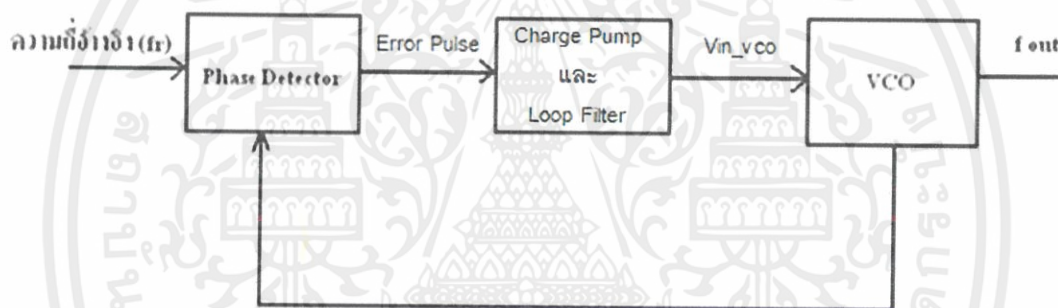 ความถี่อ้างอิง(fr)
Phase Detector
Error Pulse
Charge Pump
และ
Loop Filter
Vin_vco
VCO
f out